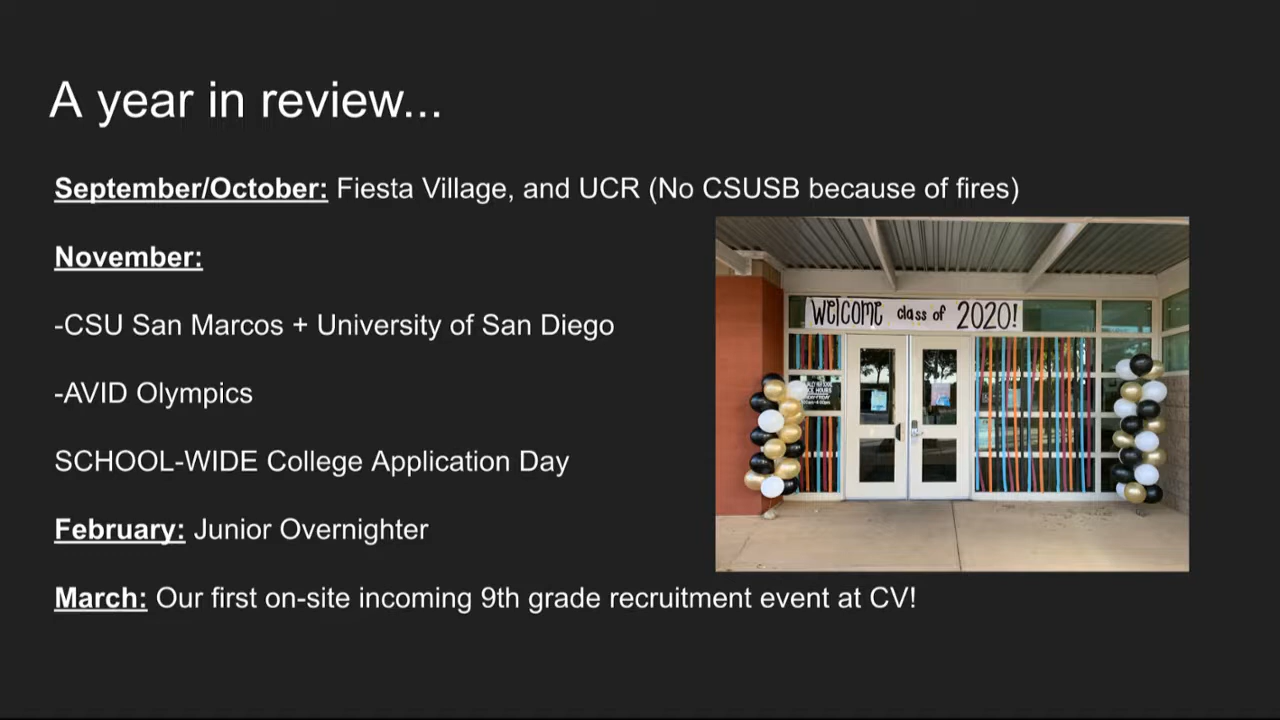 A year in review...
September/October: Fiesta Village, and UCR (No CSUSB because of fires)
November:
-CSU San Marcos + University of San Diego
-AVID Olympics
SCHOOL-WIDE College Application Day
February: Junior Overnighter
March: Our first on-site incoming 9th grade recruitment event at CV!
Welcome class of 2020!